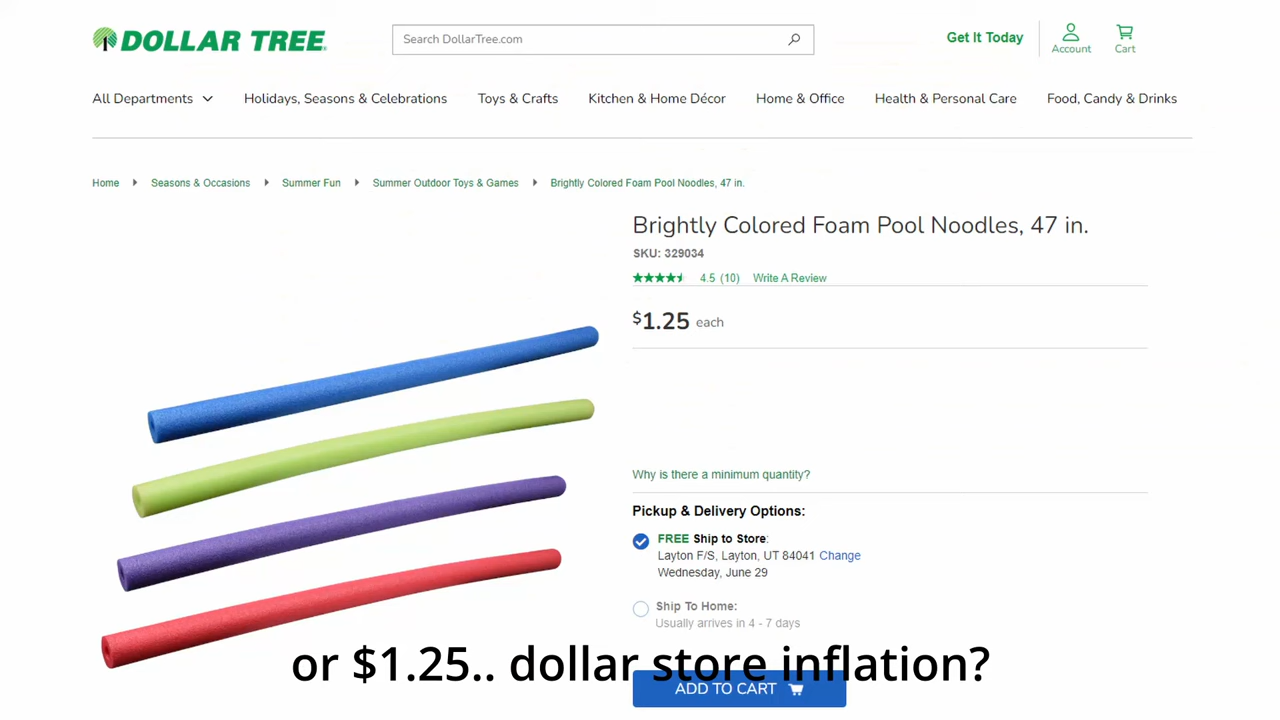 DOLLAR TREE
Search DollarTree.com
Get It Today
Account
Cart
All Departments
Holidays, Seasons & Celebrations
Toys & Crafts
Kitchen & Home Décor
Home & Office
Health & Personal Care
Food, Candy & Drinks
Home
Seasons & Occasions
Summer Fun
Summer Outdoor Toys & Games
Brightly Colored Foam Pool Noodles, 47 in.
Brightly Colored Foam Pool Noodles, 47 in.
SKU: 329034
4.5 (10) Write A Review
$1.25 each
Why is there a minimum quantity?
Pickup & Delivery Options:
FREE Ship to Store:
Layton F/S, Layton, UT 84041 Change
Wednesday, June 29
Ship To Home:
Usually arrives in 4 - 7 days
or $1.25.. dollar store inflation?
ADD TO CART